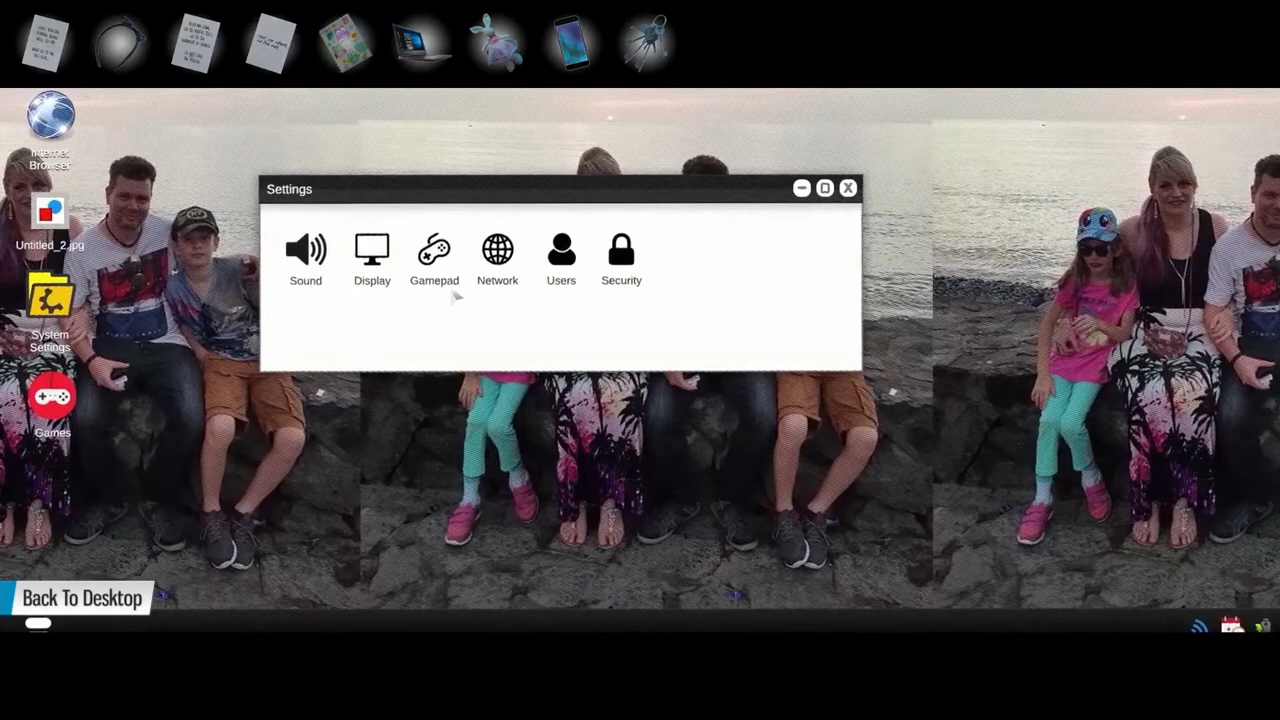 Internet
Browser
Untitled_2.jpg
System
Settings
Games
Settings
Sound
Display
Gamepad
Network
Users
Security
Back To Desktop